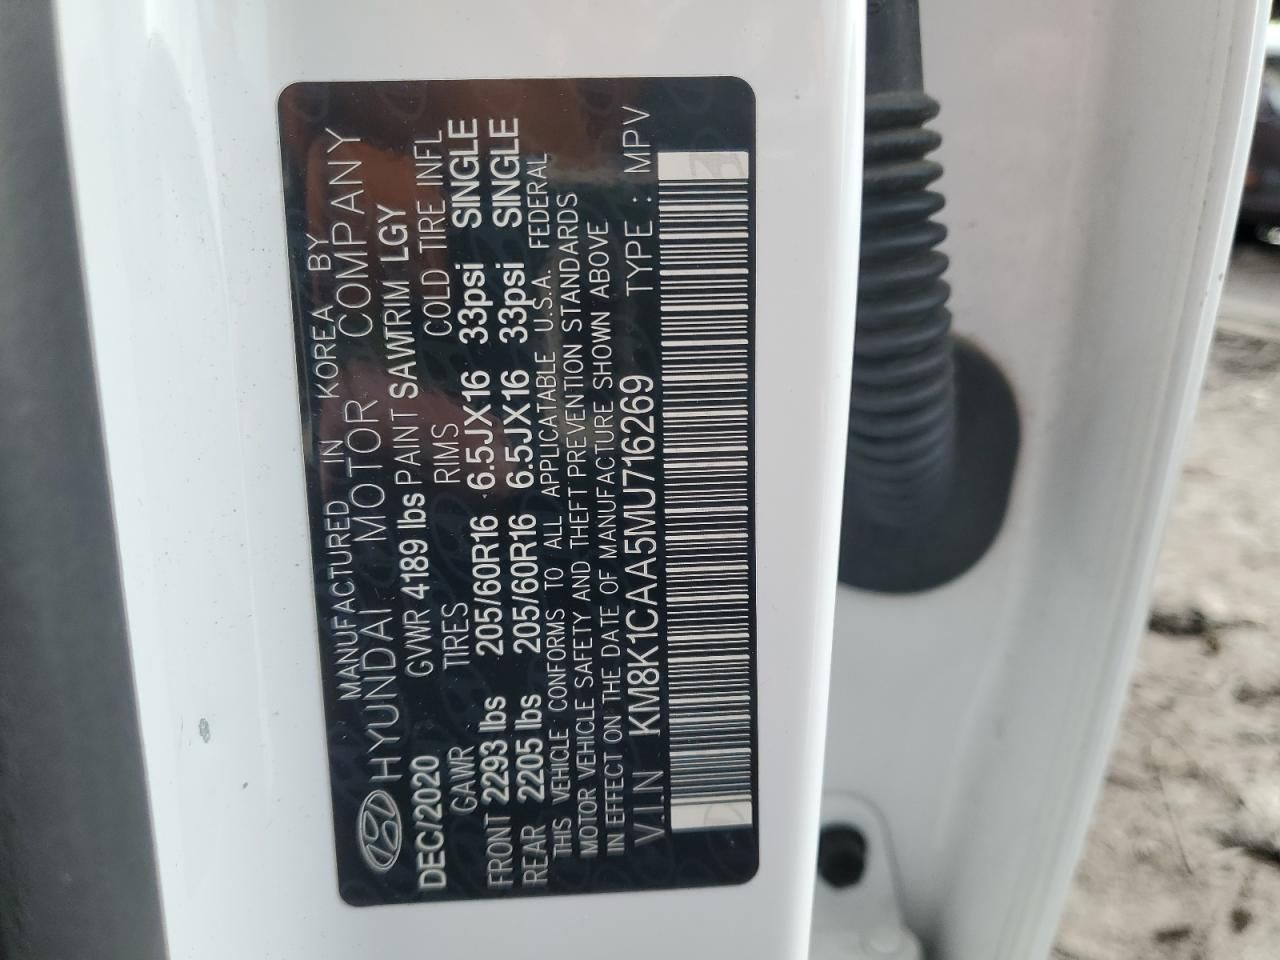 MANUFACTURED IN KOREA BY
HYUNDAI MOTOR COMPANY
DEC/2020 GVWR 4189 lbs PAINT SAWTRIM LGY
GAWR TIRES RIMS COLD TIRE INFL
FRONT 2293 lbs 205/60R16 6.5JX16 33psi SINGLE
REAR 2205 lbs 205/60R16 6.5JX16 33psi SINGLE
THIS VEHICLE CONFORMS TO ALL APPLICATABLE U.S.A. FEDERAL
MOTOR VEHICLE SAFETY AND THEFT PREVENTION STANDARDS
IN EFFECT ON THE DATE OF MANUFACTURE SHOWN ABOVE
V.I.N KM8K1CAA5MU716269 TYPE : MPV